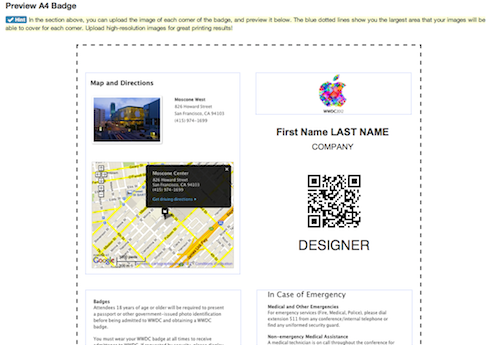 Preview A4 Badge
Hint In the section above, you can upload the image of each corner of the badge, and preview it below. The blue dotted lines show you the largest area that your images will be
able to cover for each corner. Upload high-resolution images for great printing results!
Map and Directions
Moscone West
826 Howard Street
San Francisco, CA 94103
(415) 974-1699
Moscone Center
826 Howard Street
San Francisco, CA 94103
(415) 974-1699
Get driving directions
Google
WWDC2012
First Name LAST NAME
COMPANY
DESIGNER
Badges
Attendees 18 years of age or older will be required to present
a passport or other government-issued photo identification
before being admitted to WWDC and obtaining a WWDC
badge.
You must wear your WWDC badge at all times to receive
In Case of Emergency
Medical and Other Emergencies
For emergency services (Fire, Medical, Police), please dial
extension 511 from any conference/internal telephone or
find any uniformed security guard.
Non-emergency Medical Assistance
A medical technician is on call throughout the conference for